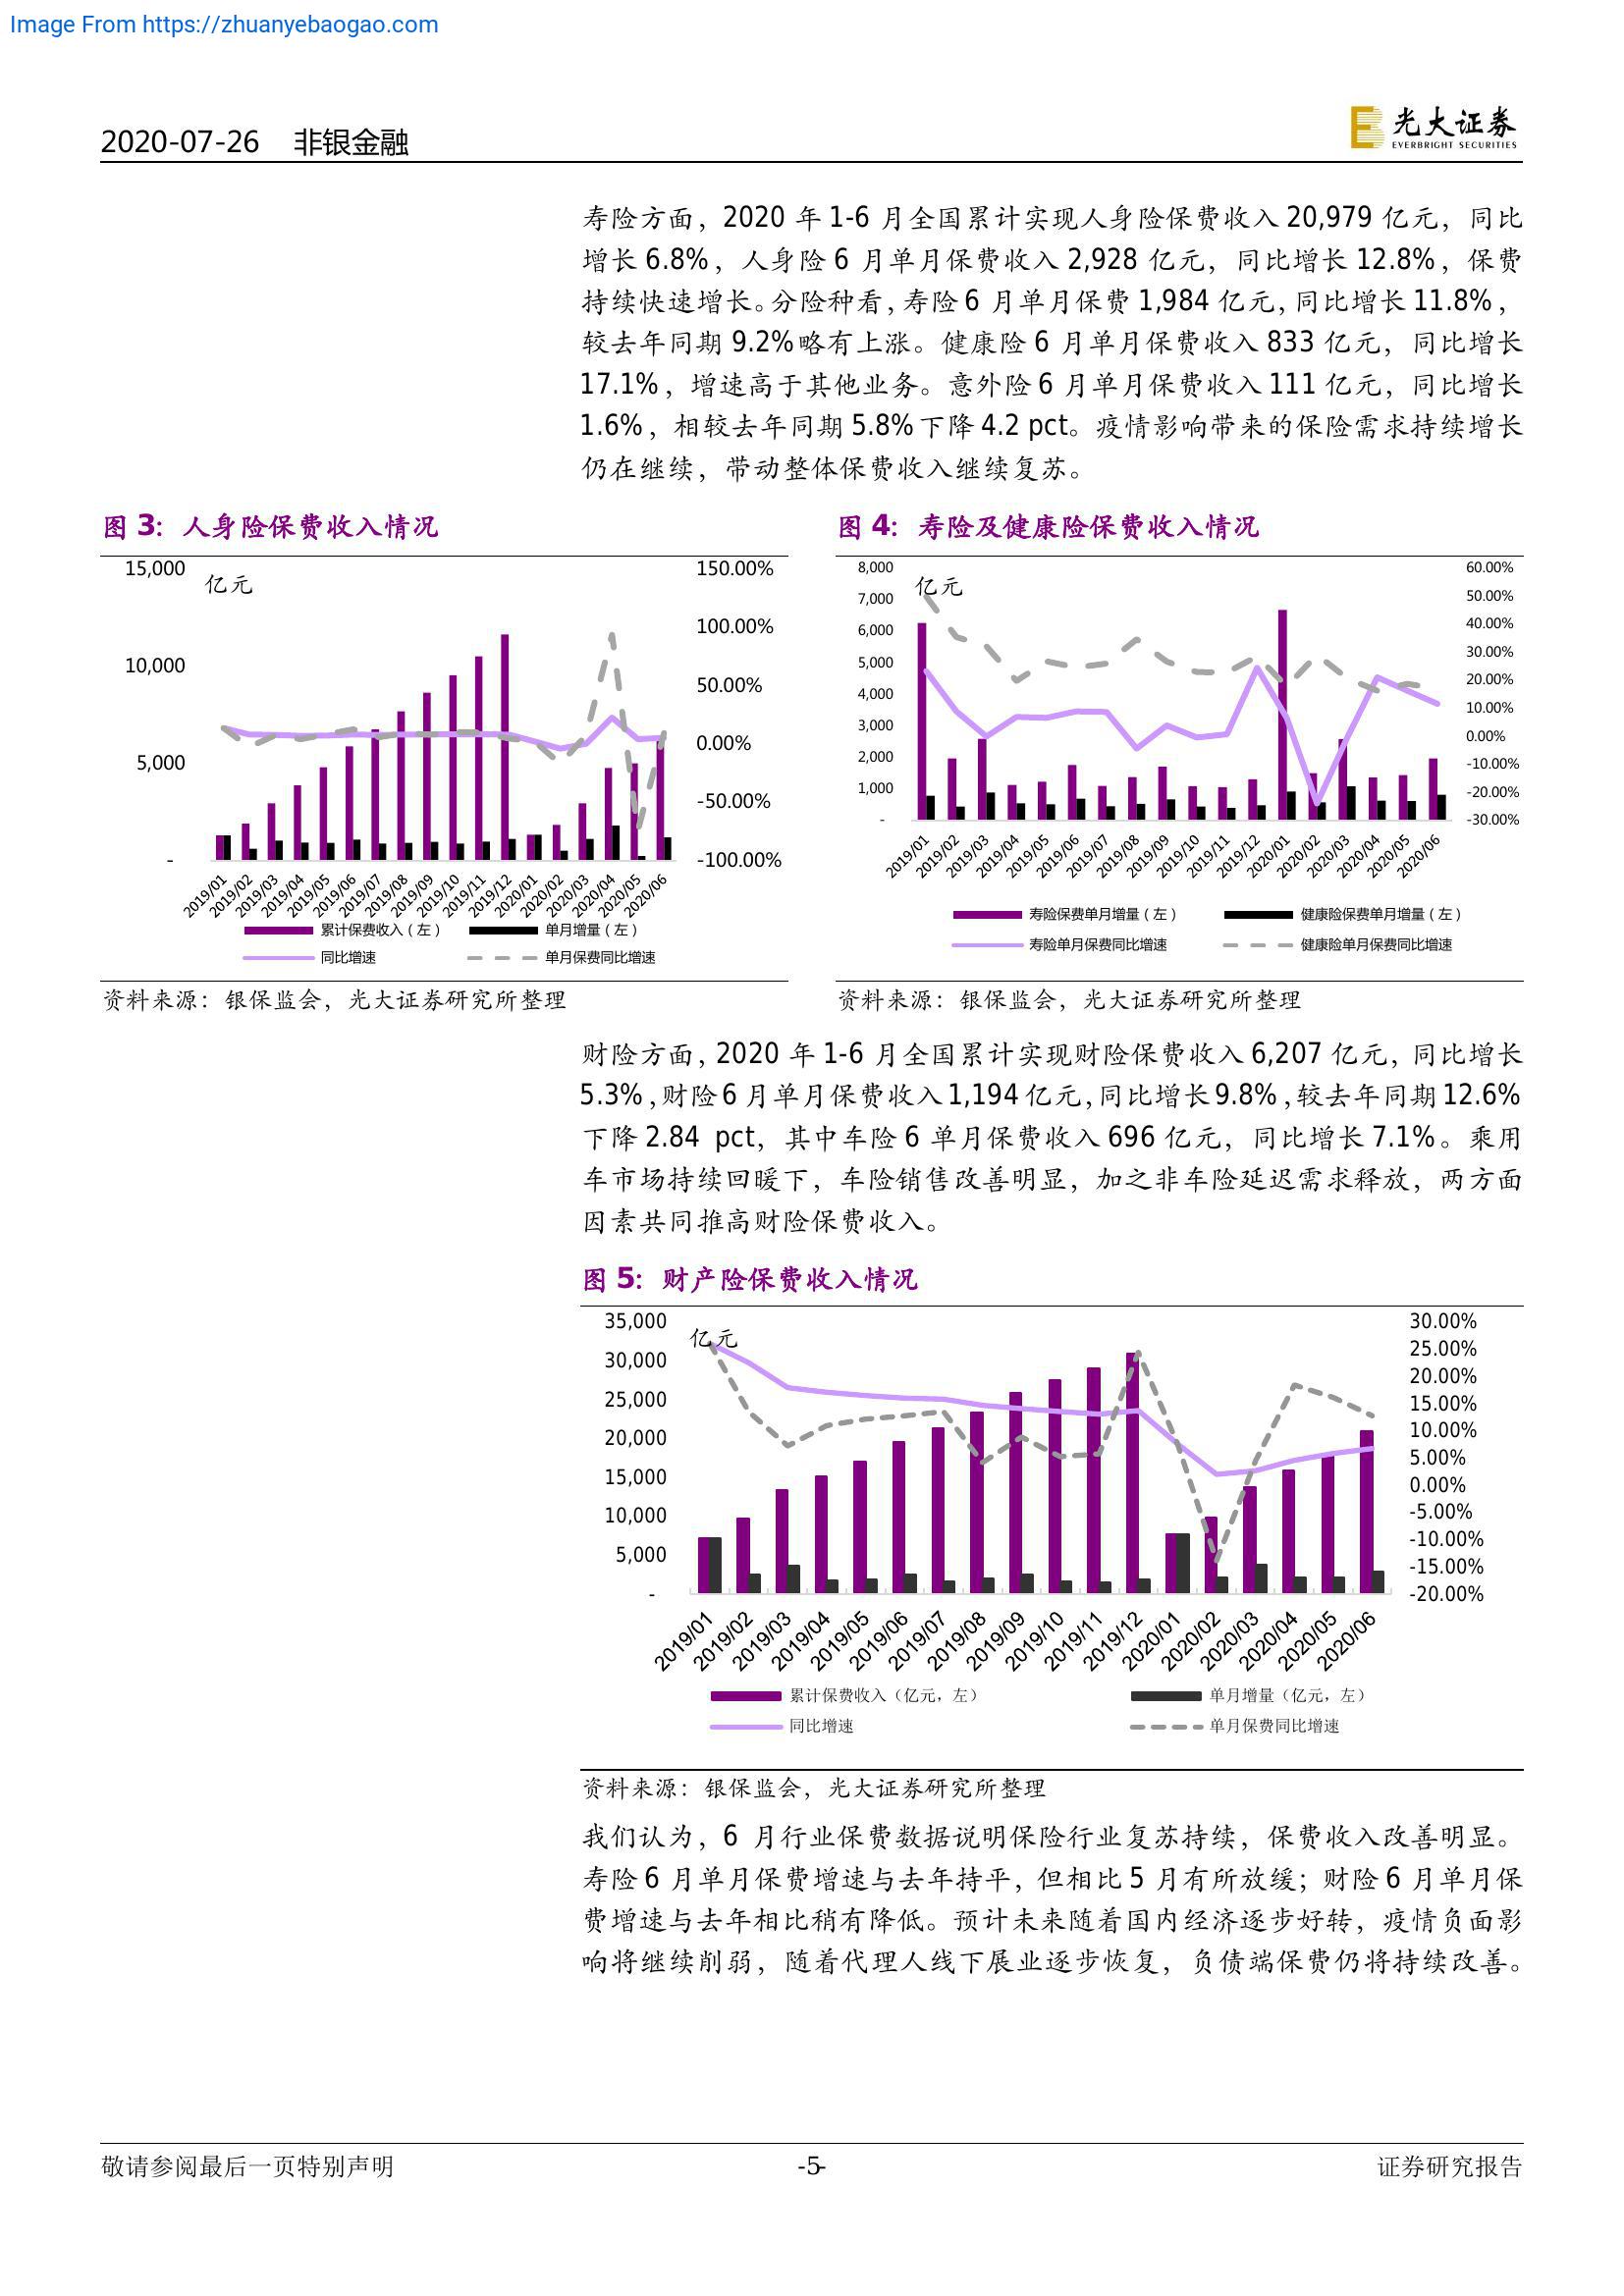 Image From https://zhuanyebaogao.com
2020-07-26 非银金融
光大证券
EVERBRIGHT SECURITIES
寿险方面，2020 年 1-6 月全国累计实现人身险保费收入 20,979 亿元，同比
增长 6.8%，人身险 6 月单月保费收入 2,928 亿元，同比增长 12.8%，保费
持续快速增长。分险种看，寿险 6 月单月保费 1,984 亿元，同比增长 11.8%，
较去年同期 9.2%略有上涨。健康险 6 月单月保费收入 833 亿元，同比增长
17.1%，增速高于其他业务。意外险 6 月单月保费收入 111 亿元，同比增长
1.6%，相较去年同期 5.8%下降 4.2 pct。疫情影响带来的保险需求持续增长
仍在继续，带动整体保费收入继续复苏。
图 3：人身险保费收入情况
15,000
10,000
5,000
-
亿元
150.00%
100.00%
50.00%
0.00%
-50.00%
-100.00%
2019/01
2019/02
2019/03
2019/04
2019/05
2019/06
2019/07
2019/08
2019/09
2019/10
2019/11
2019/12
2020/01
2020/02
2020/03
2020/04
2020/05
2020/06
累计保费收入（左） 单月增量（左）
同比增速 单月保费同比增速
资料来源：银保监会，光大证券研究所整理
图 4：寿险及健康险保费收入情况
8,000
7,000
6,000
5,000
4,000
3,000
2,000
1,000
-
亿元
60.00%
50.00%
40.00%
30.00%
20.00%
10.00%
0.00%
-10.00%
-20.00%
-30.00%
2019/01
2019/02
2019/03
2019/04
2019/05
2019/06
2019/07
2019/08
2019/09
2019/10
2019/11
2019/12
2020/01
2020/02
2020/03
2020/04
2020/05
2020/06
寿险保费单月增量（左） 健康险保费单月增量（左）
寿险单月保费同比增速 健康险单月保费同比增速
资料来源：银保监会，光大证券研究所整理
财险方面，2020 年 1-6 月全国累计实现财险保费收入 6,207 亿元，同比增长
5.3%，财险 6 月单月保费收入 1,194 亿元，同比增长 9.8%，较去年同期 12.6%
下降 2.84 pct，其中车险 6 单月保费收入 696 亿元，同比增长 7.1%。乘用
车市场持续回暖下，车险销售改善明显，加之非车险延迟需求释放，两方面
因素共同推高财险保费收入。
图 5：财产险保费收入情况
35,000
30,000
25,000
20,000
15,000
10,000
5,000
-
亿元
30.00%
25.00%
20.00%
15.00%
10.00%
5.00%
0.00%
-5.00%
-10.00%
-15.00%
-20.00%
2019/01
2019/02
2019/03
2019/04
2019/05
2019/06
2019/07
2019/08
2019/09
2019/10
2019/11
2019/12
2020/01
2020/02
2020/03
2020/04
2020/05
2020/06
累计保费收入（亿元，左） 单月增量（亿元，左）
同比增速 单月保费同比增速
资料来源：银保监会，光大证券研究所整理
我们认为，6 月行业保费数据说明保险行业复苏持续，保费收入改善明显。
寿险 6 月单月保费增速与去年持平，但相比 5 月有所放缓；财险 6 月单月保
费增速与去年相比稍有降低。预计未来随着国内经济逐步好转，疫情负面影
响将继续削弱，随着代理人线下展业逐步恢复，负债端保费仍将持续改善。
敬请参阅最后一页特别声明 -5- 证券研究报告